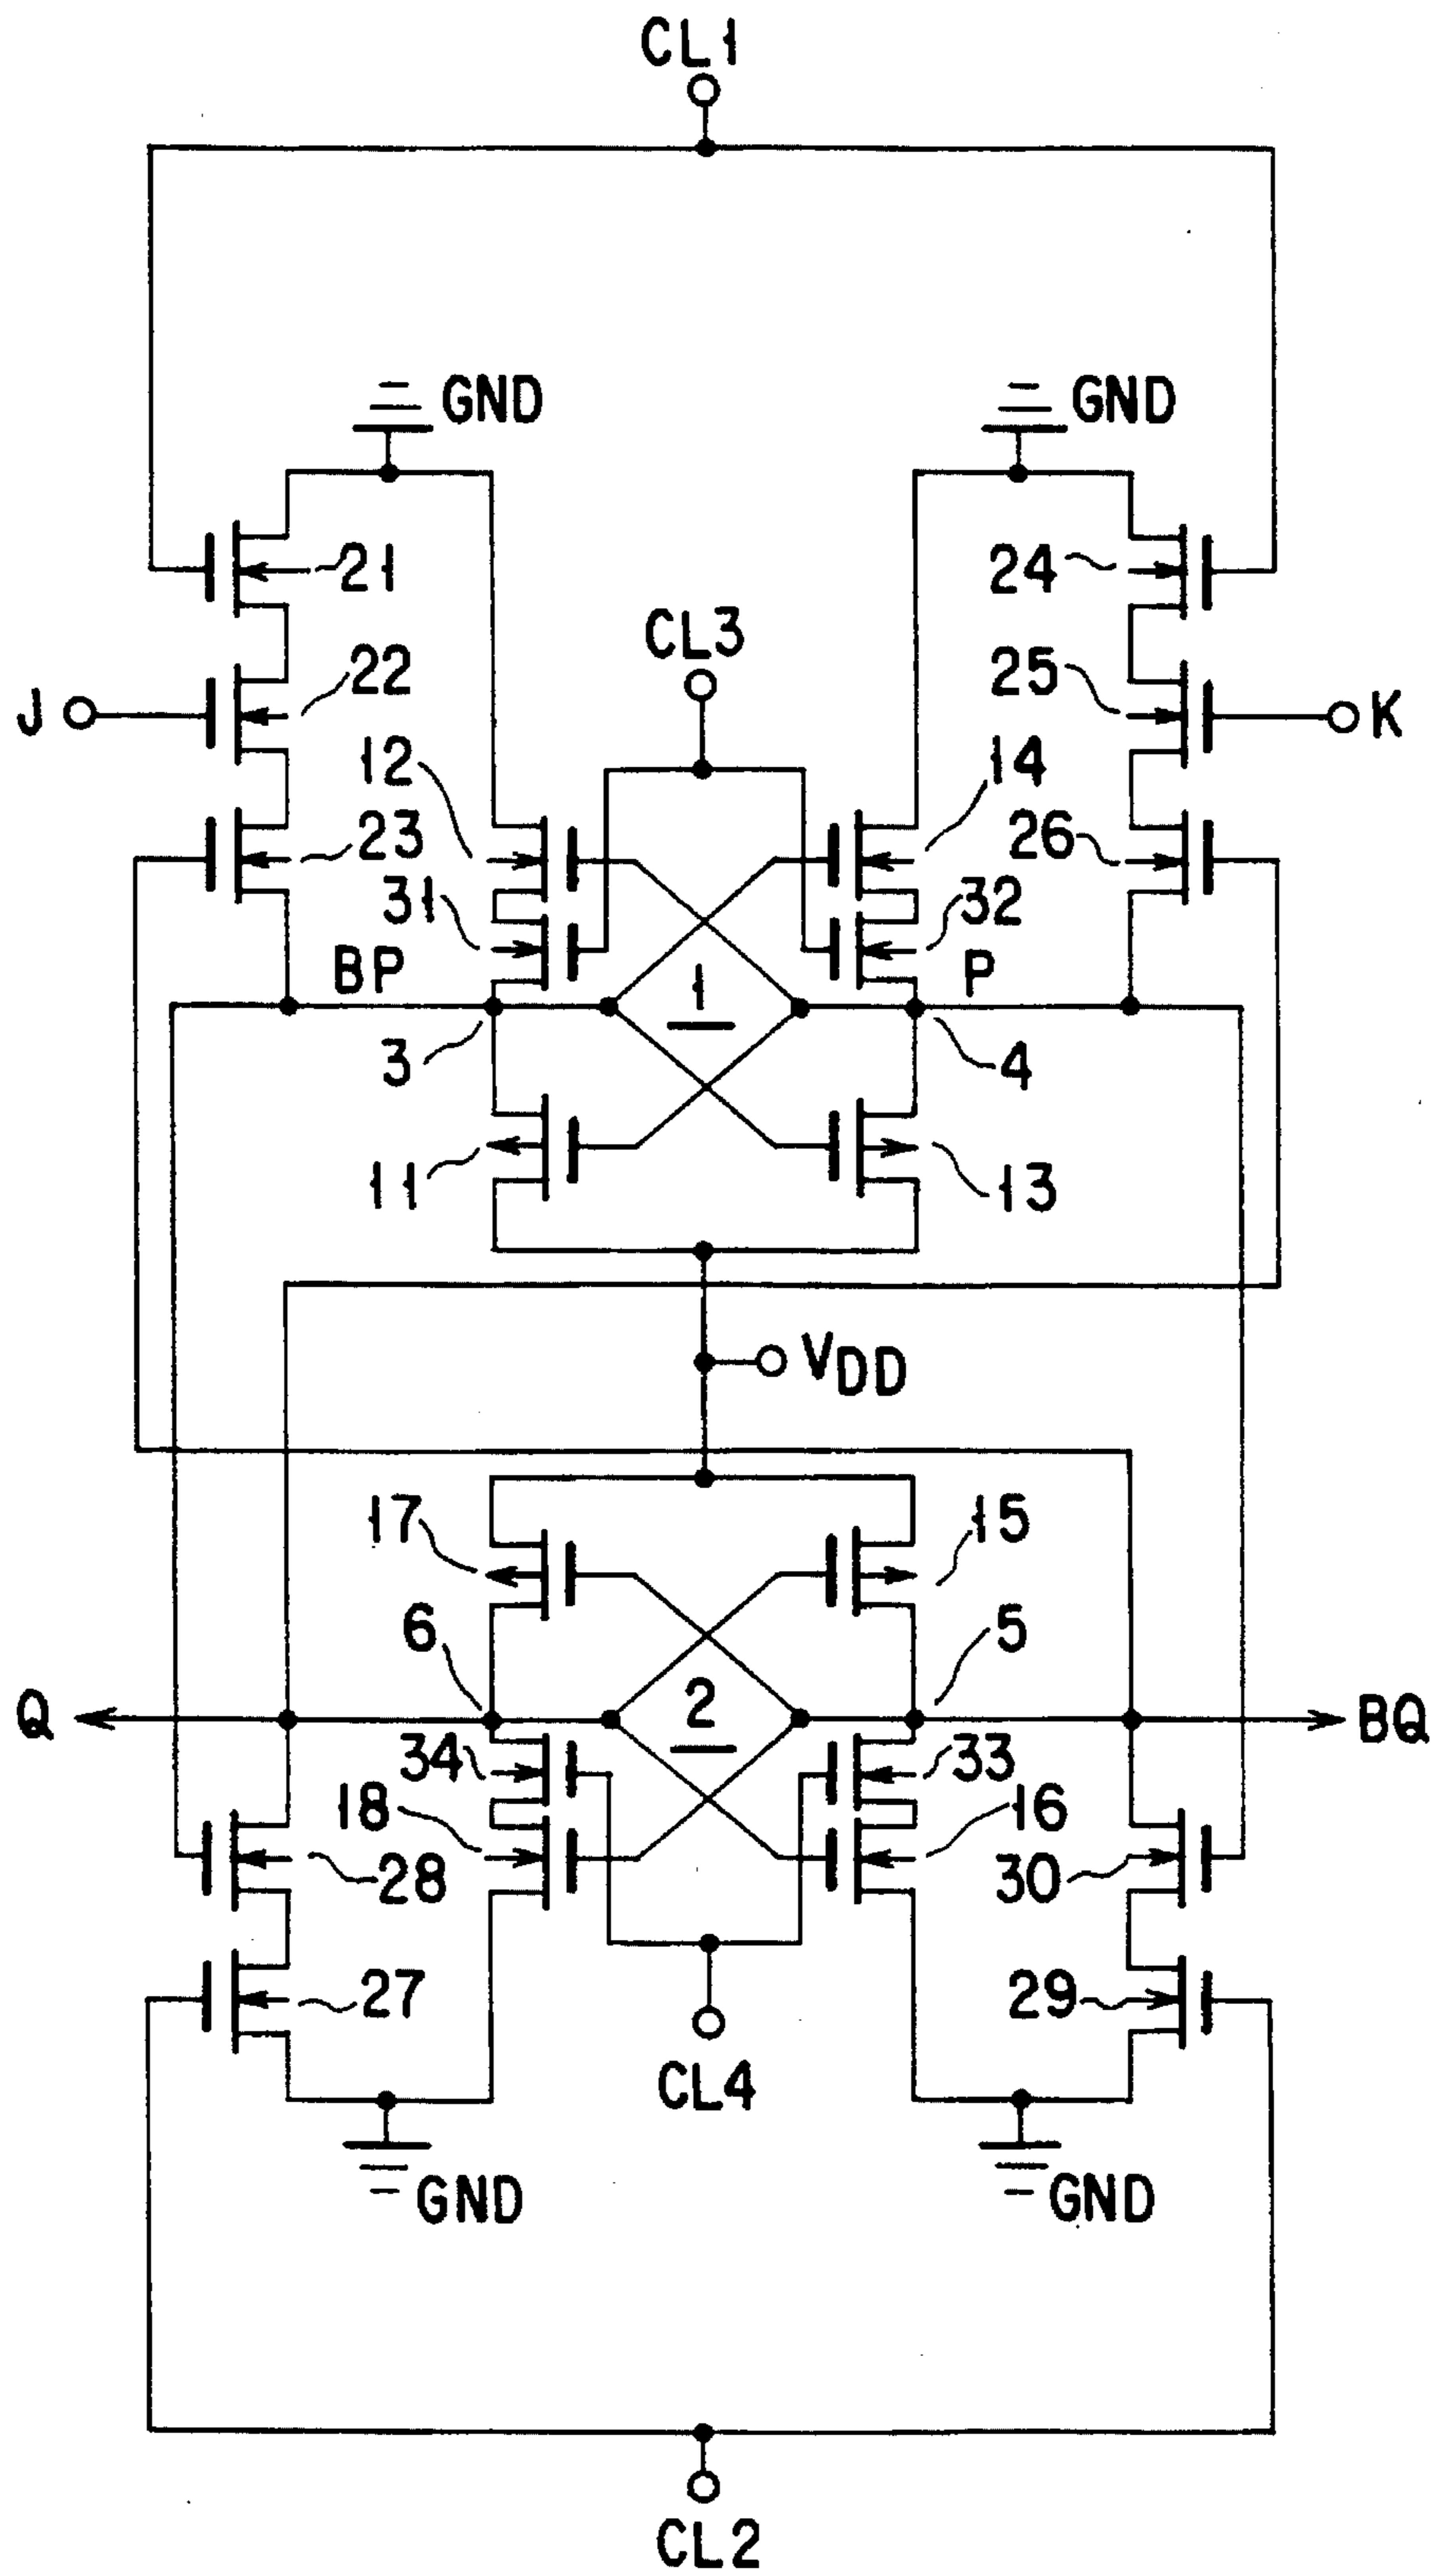 CL1
GND GND
21 24
CL3
22 25
J K
12 14
23 26
31 32
BP P
1
3 4
11 13
VDD
17 15
6 5
Q 2 BQ
34 33
18 16
28 30
27 29
CL4
GND GND
CL2